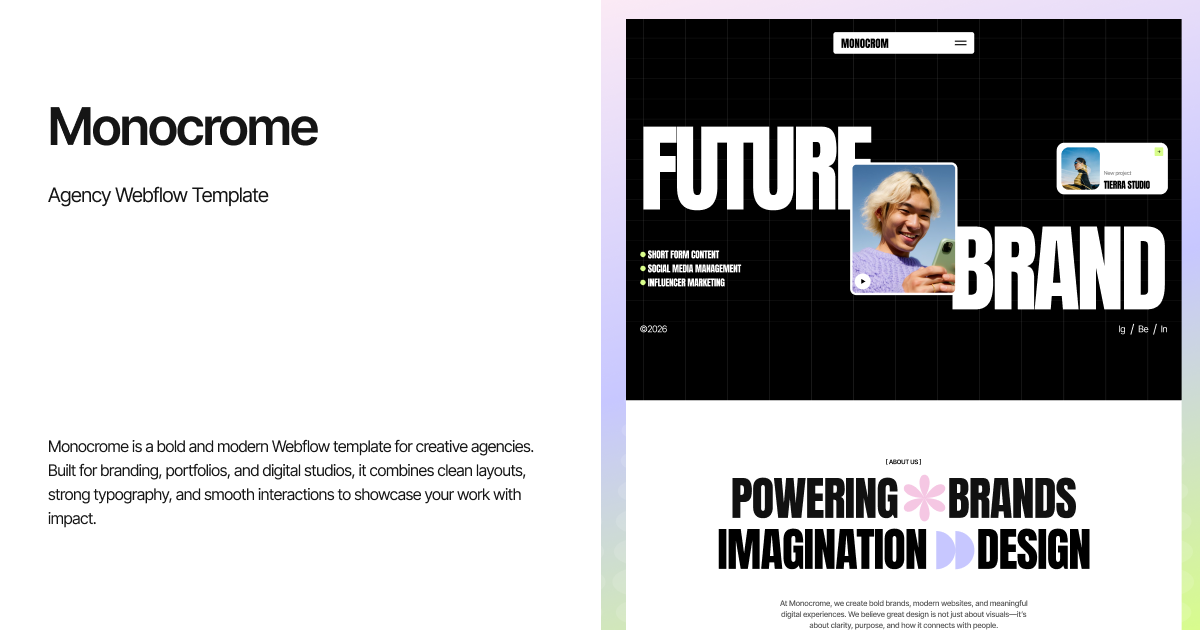 Monocrome
Agency Webflow Template
Monocrome is a bold and modern Webflow template for creative agencies.
Built for branding, portfolios, and digital studios, it combines clean layouts,
strong typography, and smooth interactions to showcase your work with
impact.
MONOCROM
FUTURE
New project
TIERRA STUDIO
BRAND
SHORT FORM CONTENT
SOCIAL MEDIA MANAGEMENT
INFLUENCER MARKETING
©2026
Ig / Be / In
[ ABOUT US ]
POWERING BRANDS
IMAGINATION DESIGN
At Monocrome, we create bold brands, modern websites, and meaningful
digital experiences. We believe great design is not just about visuals—it's
about clarity, purpose, and how it connects with people.